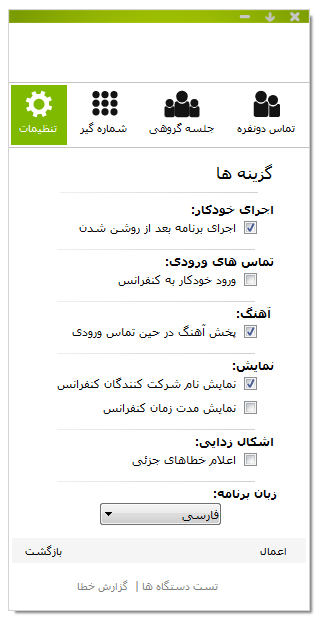 تماس دونفره
جلسه گروهی
شماره گیر
تنظیمات
گزینه ها
اجرای خودکار:
اجرای برنامه بعد از روشن شدن
تماس های ورودی:
ورود خودکار به کنفرانس
آهنگ:
پخش آهنگ در حین تماس ورودی
نمایش:
نمایش نام شرکت کنندگان کنفرانس
نمایش مدت زمان کنفرانس
اشکال زدایی:
اعلام خطاهای جزئی
زبان برنامه:
فارسی
اعمال
بازگشت
تست دستگاه ها | گزارش خطا